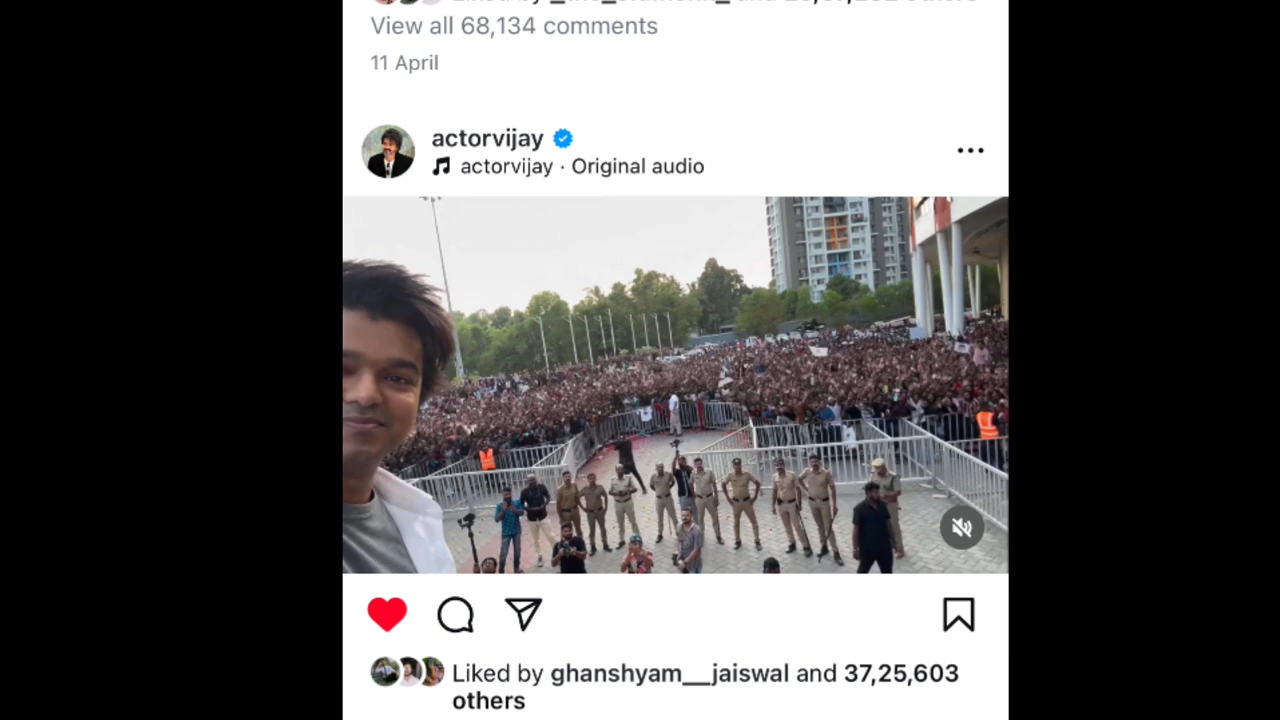 View all 68,134 comments
11 April
actorvijay
actorvijay · Original audio
Liked by ghanshyam__jaiswal and 37,25,603
others